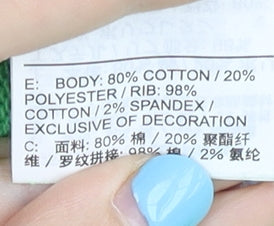 E: BODY: 80% COTTON / 20%
POLYESTER / RIB: 98%
COTTON / 2% SPANDEX /
EXCLUSIVE OF DECORATION
C: 面料: 80% 棉 / 20% 聚酯纤
维 / 罗纹拼接: 98% 棉 / 2% 氨纶